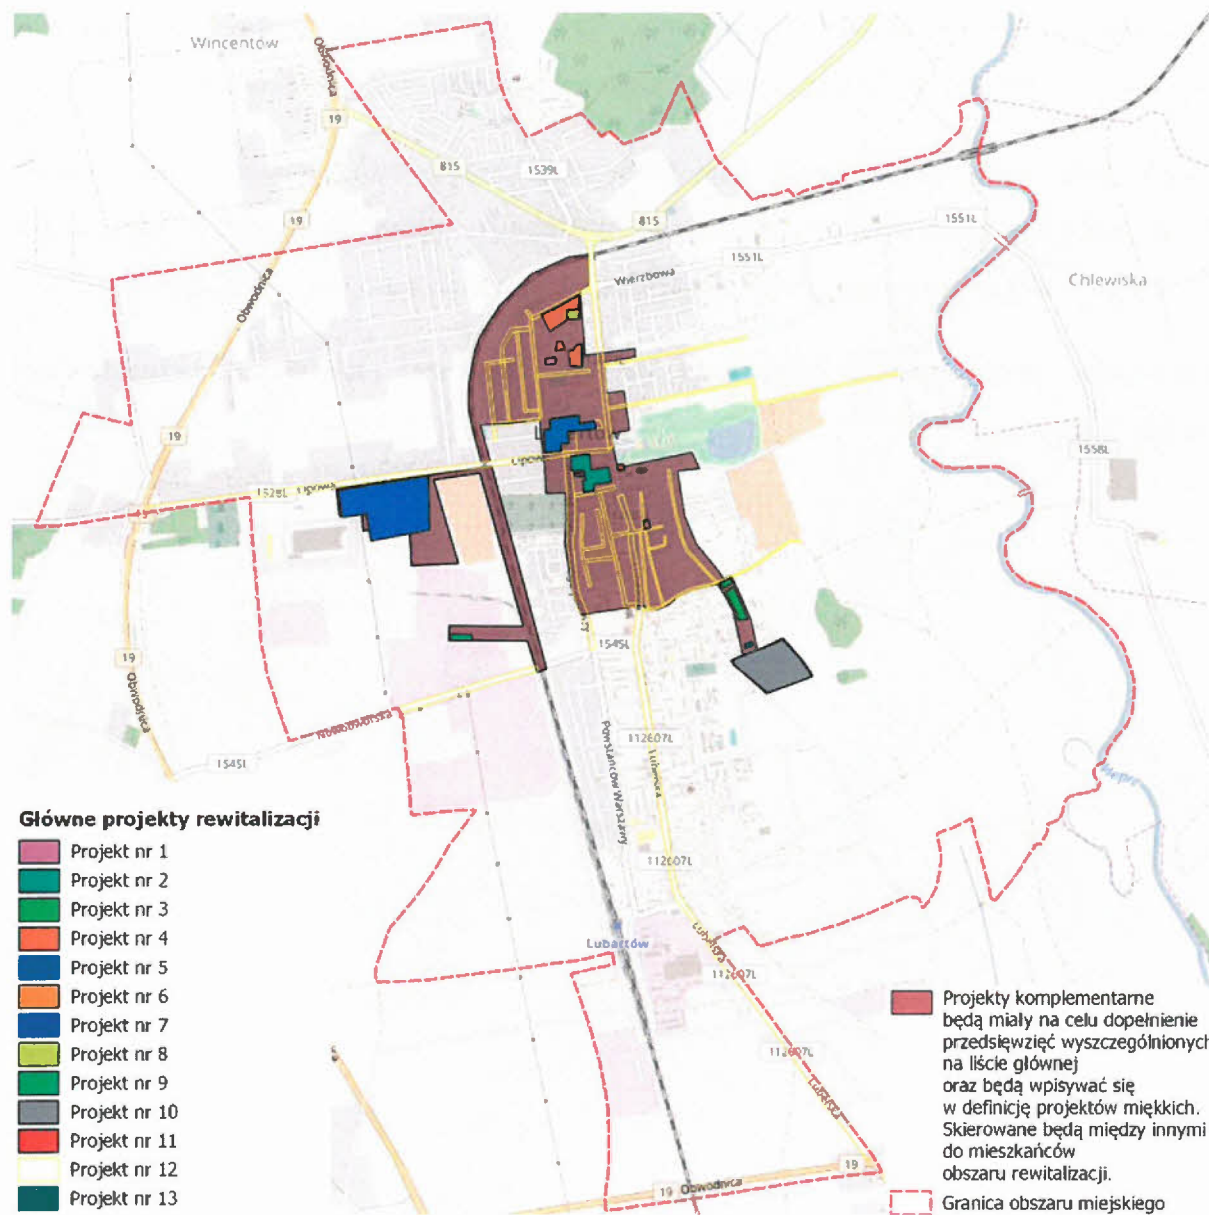 Wincentów
Obwodnica
19
815
1539L
19
815
1551L
1551L
Wierzbowa
Chlewiska
Obwodnica
19
Lipowa
1558L
1528L
Lipowa
19
1545L
Obwodnica
Nowodworska
1545L
112607L
Powstańców Warszawy
Lubelska
Wieprz
112607L
Lubartów
Lubelska
112607L
112607L
Lubelska
19
19 Obwodnica
Główne projekty rewitalizacji
Projekt nr 1
Projekt nr 2
Projekt nr 3
Projekt nr 4
Projekt nr 5
Projekt nr 6
Projekt nr 7
Projekt nr 8
Projekt nr 9
Projekt nr 10
Projekt nr 11
Projekt nr 12
Projekt nr 13
Projekty komplementarne
będą miały na celu dopełnienie
przedsięwzięć wyszczególnionych
na liście głównej
oraz będą wpisywać się
w definicję projektów miękkich.
Skierowane będą między innymi
do mieszkańców
obszaru rewitalizacji.
Granica obszaru miejskiego